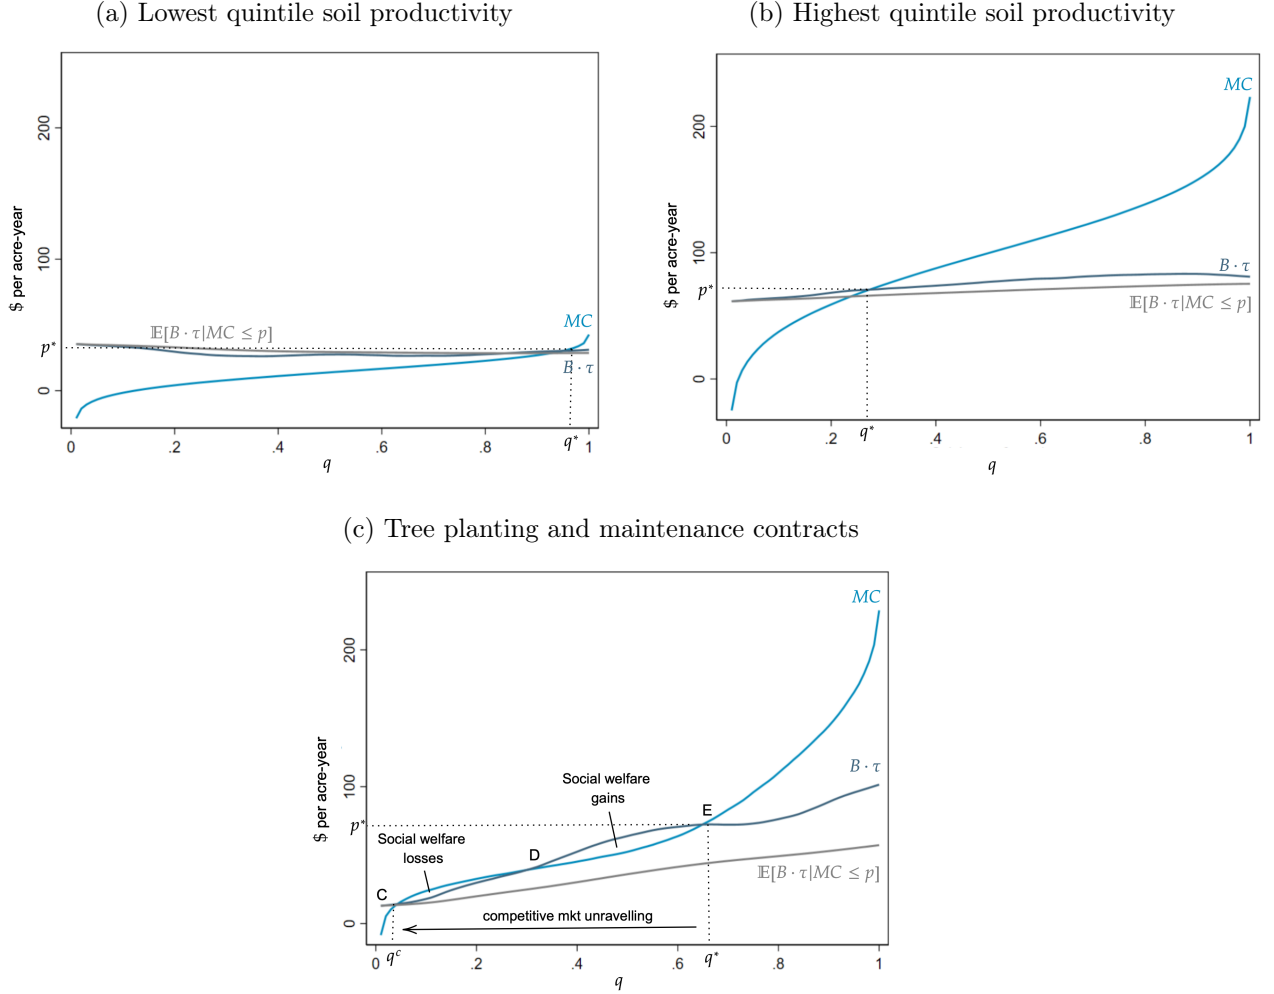 (a) Lowest quintile soil productivity
$ per acre-year
200
100
0
p*
𝔼[B · τ|MC ≤ p]
MC
B · τ
0 .2 .4 .6 .8 q* 1
q
(b) Highest quintile soil productivity
$ per acre-year
200
100
0
p*
MC
B · τ
𝔼[B · τ|MC ≤ p]
0 .2 q* .4 .6 .8 1
q
(c) Tree planting and maintenance contracts
$ per acre-year
200
100
0
p*
MC
B · τ
Social welfare
gains
E
Social welfare
losses
D
C
𝔼[B · τ|MC ≤ p]
competitive mkt unravelling
0 qᶜ .2 .4 .6 q* .8 1
q